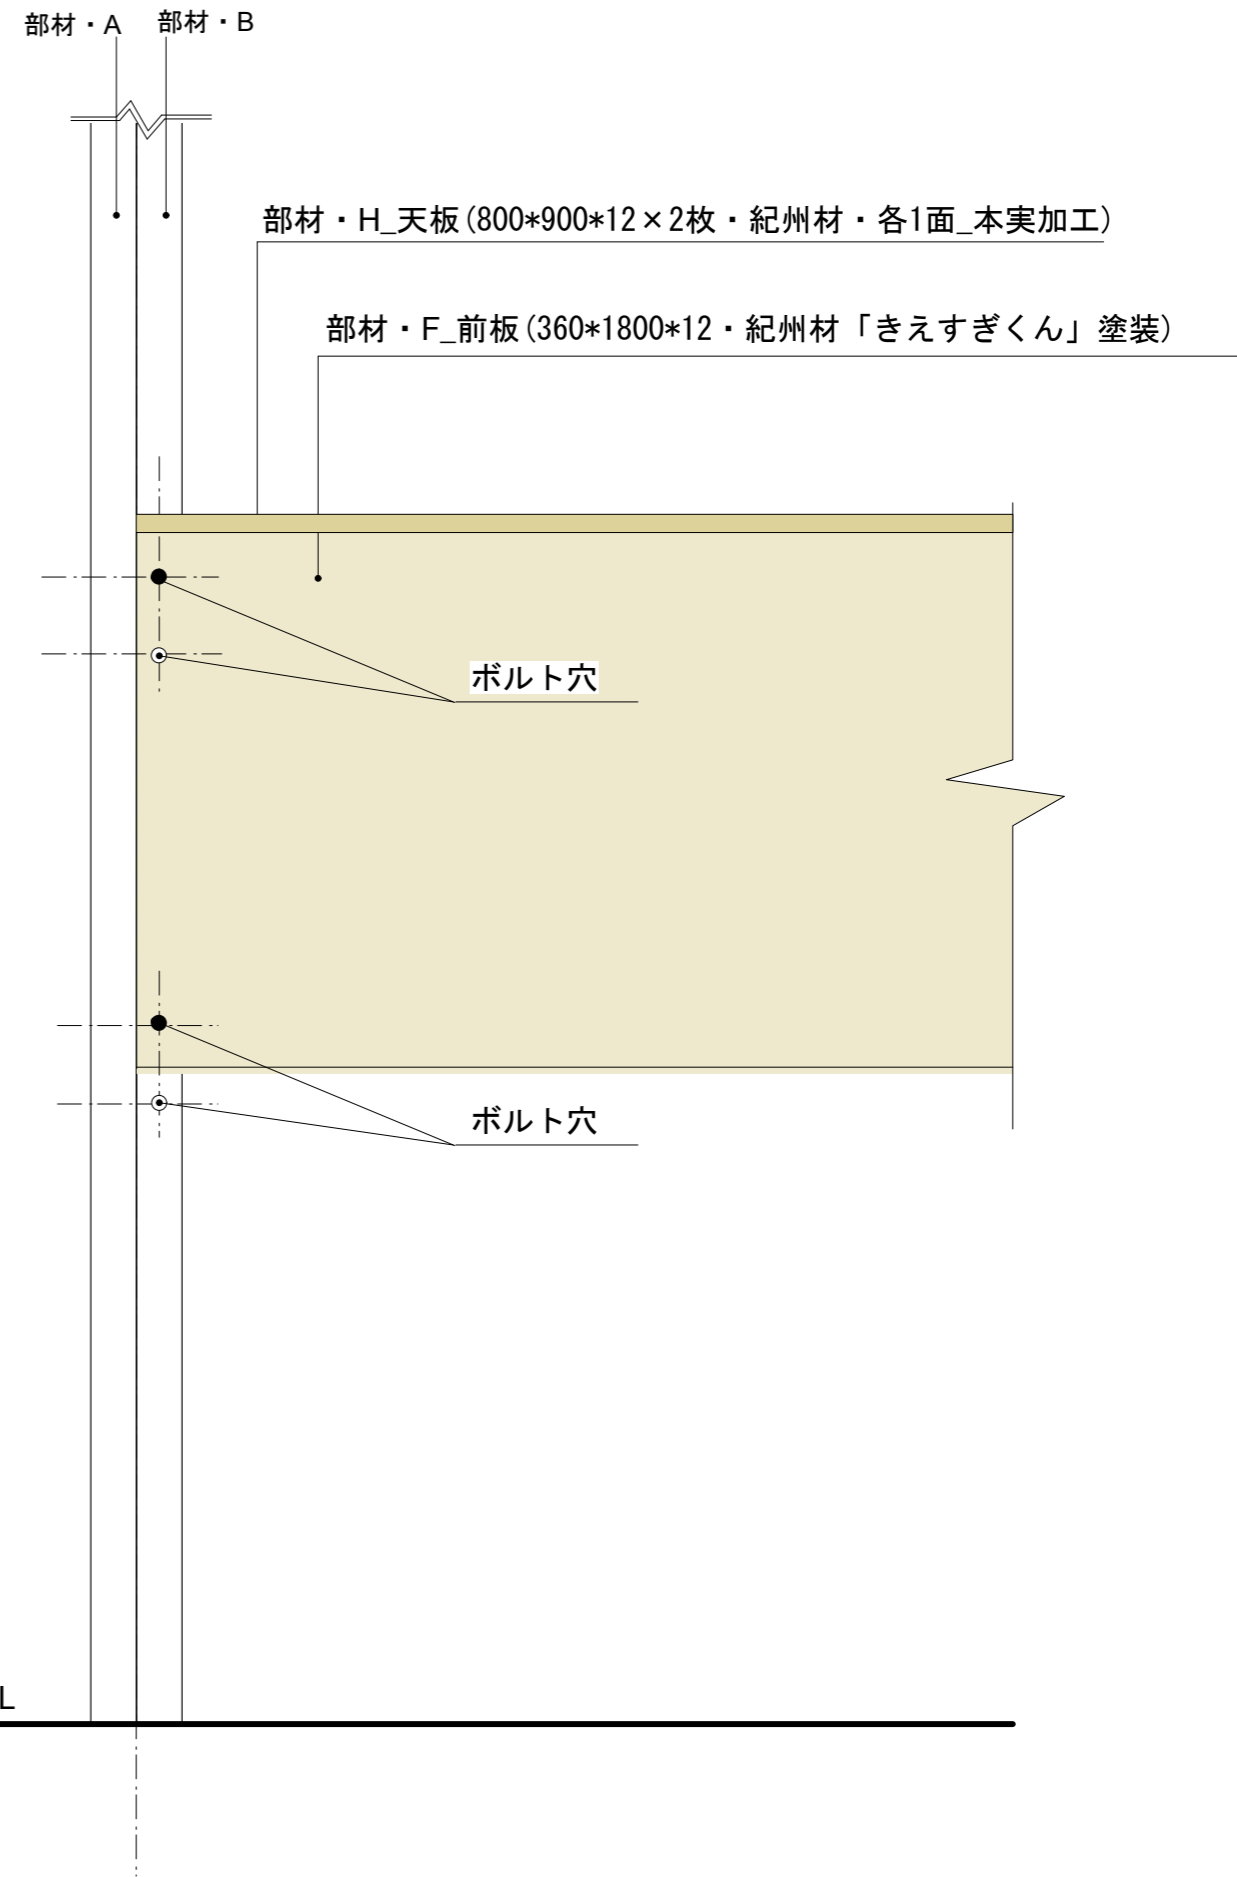 部材・A
部材・B
部材・H_天板(800*900*12×2枚・紀州材・各1面_本実加工)
部材・F_前板(360*1800*12・紀州材「きえすぎくん」塗装)
ボルト穴
ボルト穴
L